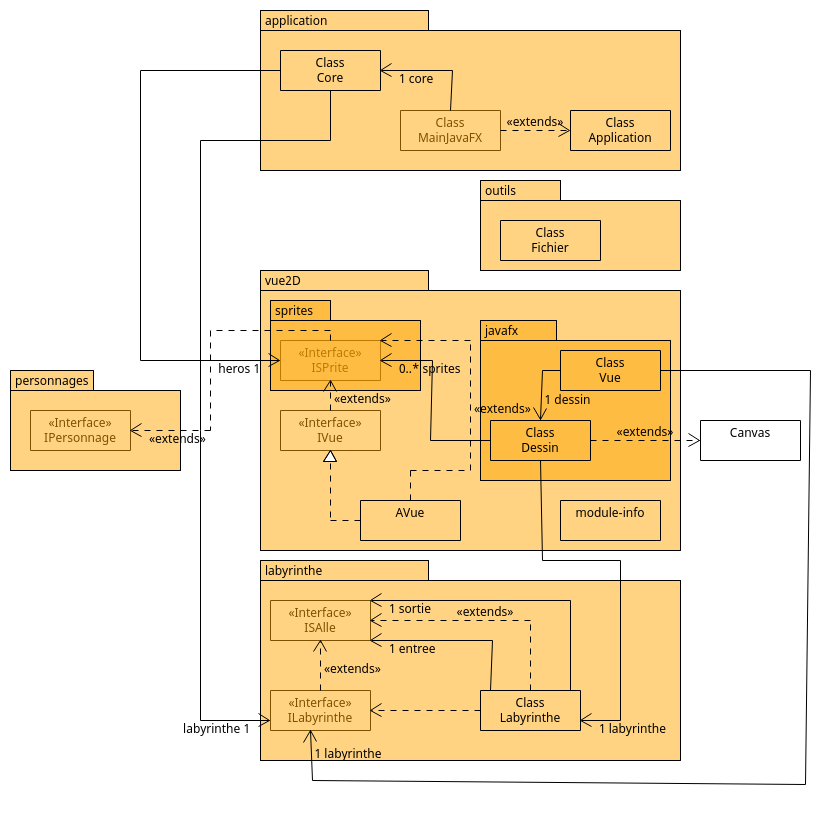 application
Class
Core
1 core
Class
MainJavaFX
«extends»
Class
Application
outils
Class
Fichier
vue2D
sprites
«Interface»
ISPrite
heros 1
0..* sprites
javafx
Class
Vue
1 dessin
personnages
«Interface»
IPersonnage
«extends»
«extends»
«Interface»
IVue
«extends»
Class
Dessin
«extends»
Canvas
AVue
module-info
labyrinthe
«Interface»
ISAlle
1 sortie
«extends»
1 entree
«extends»
«Interface»
ILabyrinthe
labyrinthe 1
Class
Labyrinthe
1 labyrinthe
1 labyrinthe